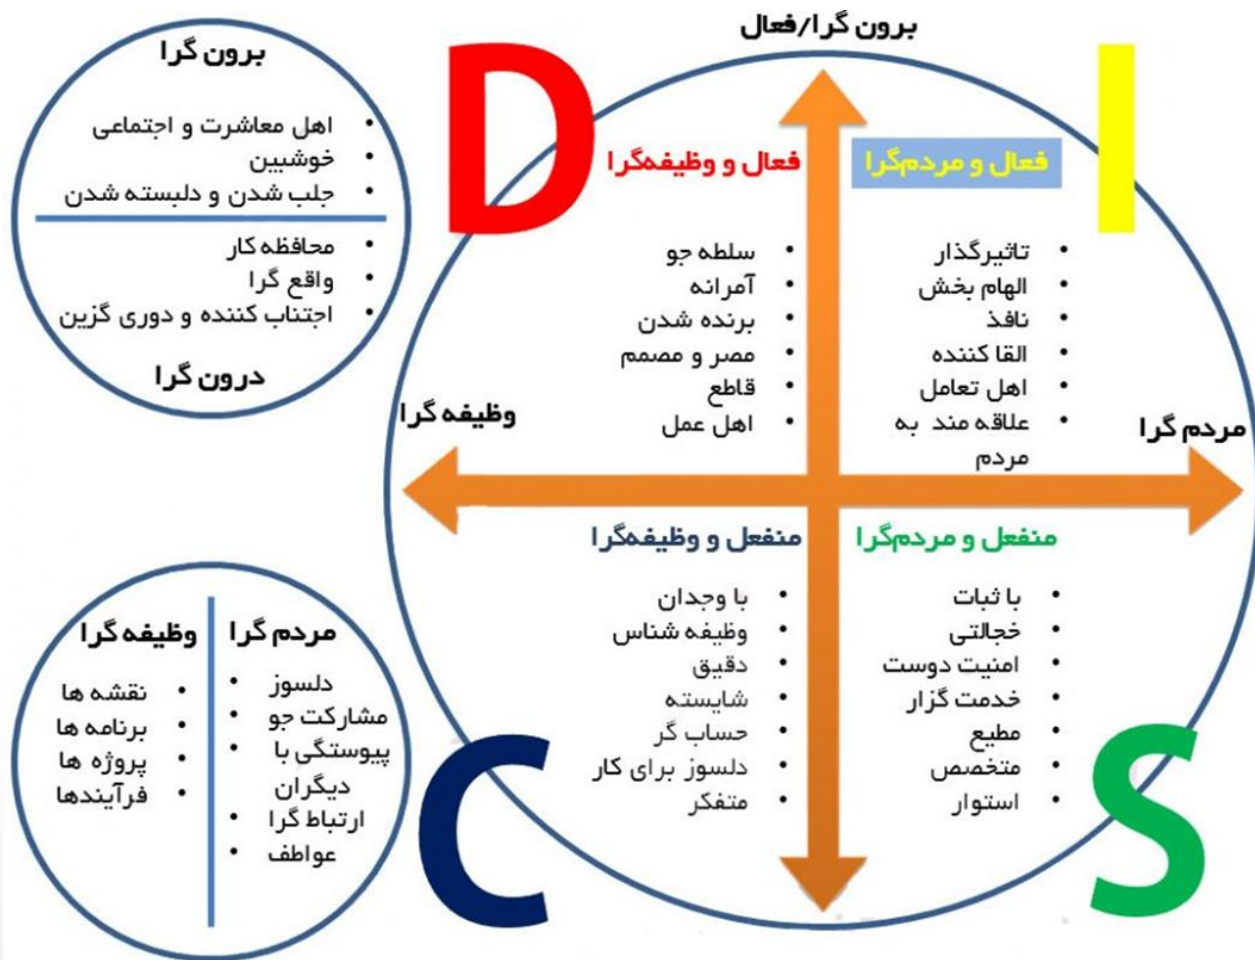 برون گرا
• اهل معاشرت و اجتماعی
• خوشبین
• جلب شدن و دلبسته شدن
• محافظه کار
• واقع گرا
• اجتناب کننده و دوری گزین
درون گرا
برون گرا/فعال
D
I
فعال و مردم‌گرا
• تاثیرگذار
• الهام بخش
• نافذ
• القا کننده
• اهل تعامل
• علاقه مند به
مردم
فعال و وظیفه‌گرا
• سلطه جو
• آمرانه
• برنده شدن
• مصر و مصمم
• قاطع
• اهل عمل
مردم گرا
وظیفه گرا
منفعل و مردم‌گرا
• با ثبات
• خجالتی
• امنیت دوست
• خدمت گزار
• مطیع
• متخصص
• استوار
منفعل و وظیفه‌گرا
• با وجدان
• وظیفه شناس
• دقیق
• شایسته
• حساب گر
• دلسوز برای کار
• متفکر
C
S
مردم گرا
• دلسوز
• مشارکت جو
• پیوستگی با
دیگران
• ارتباط گرا
• عواطف
وظیفه گرا
• نقشه ها
• برنامه ها
• پروژه ها
• فرآیندها